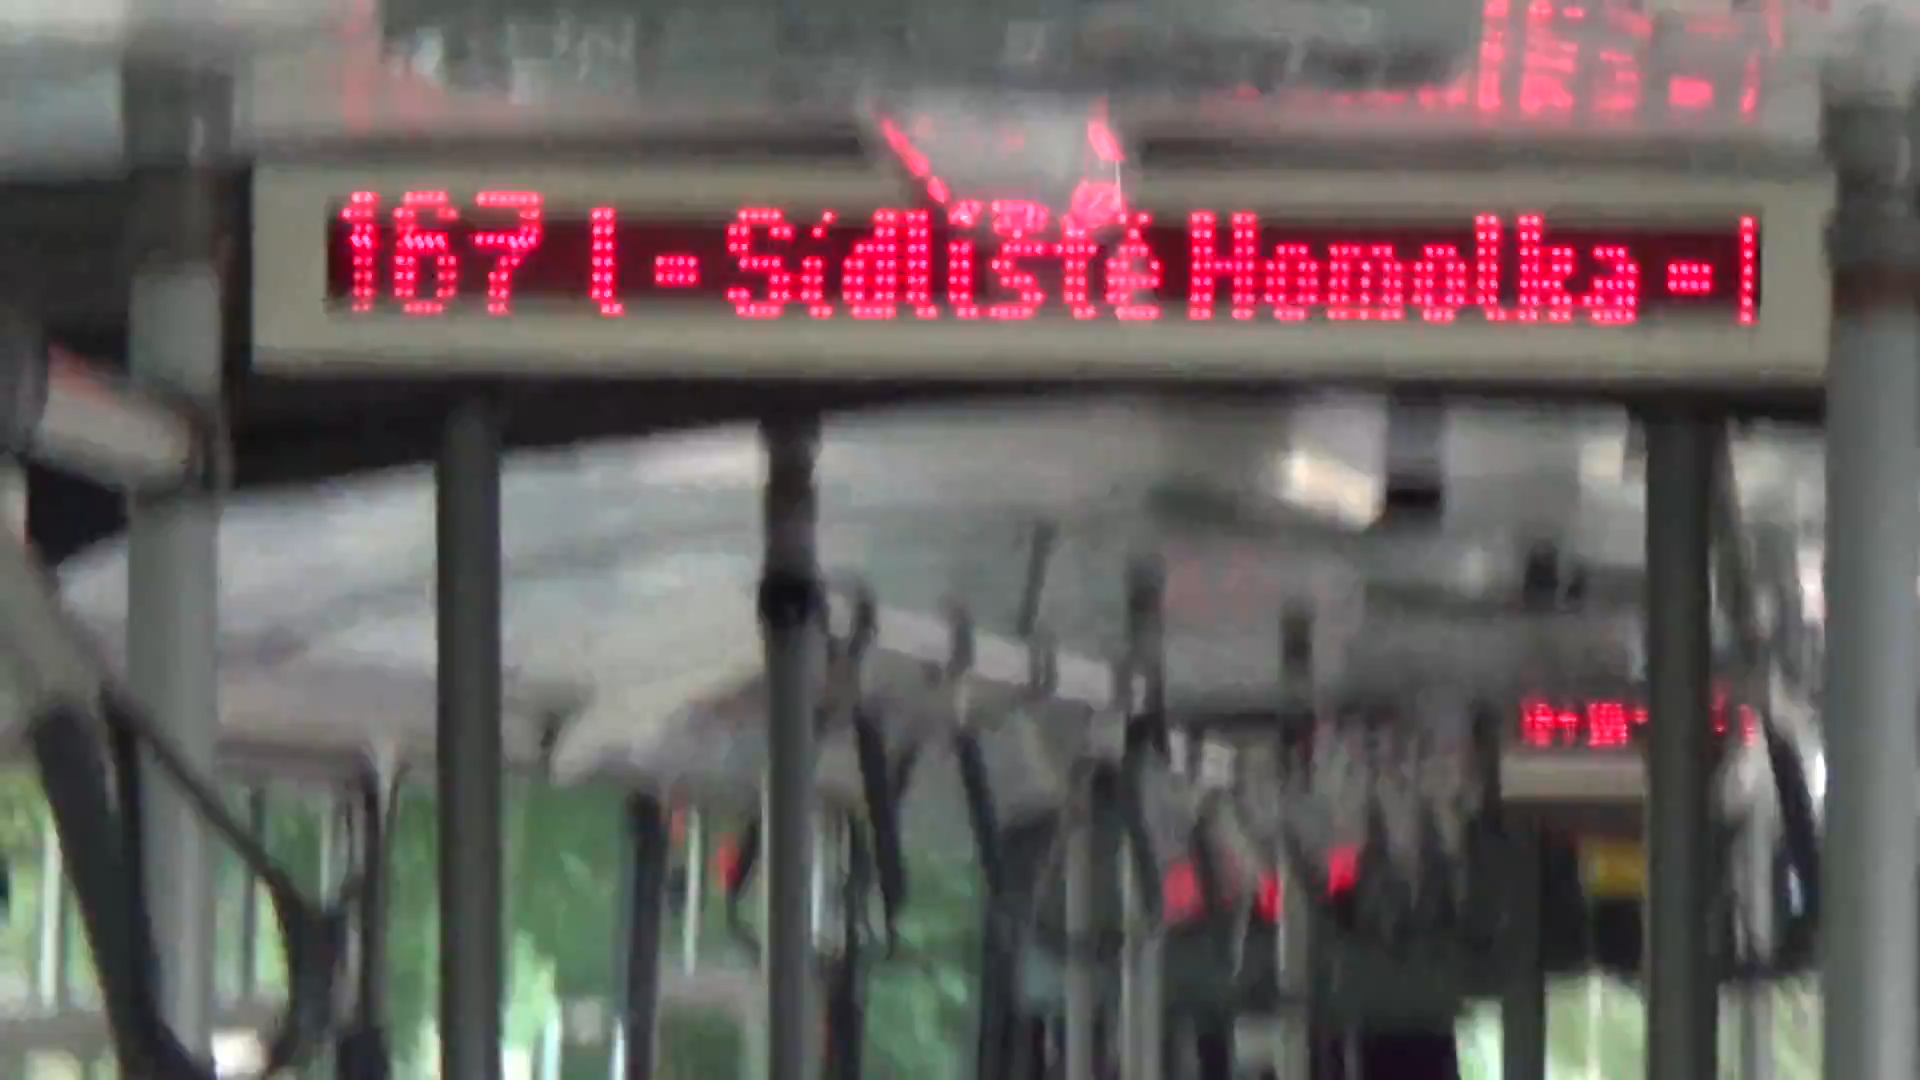 167 l - Sídliště Homolka -